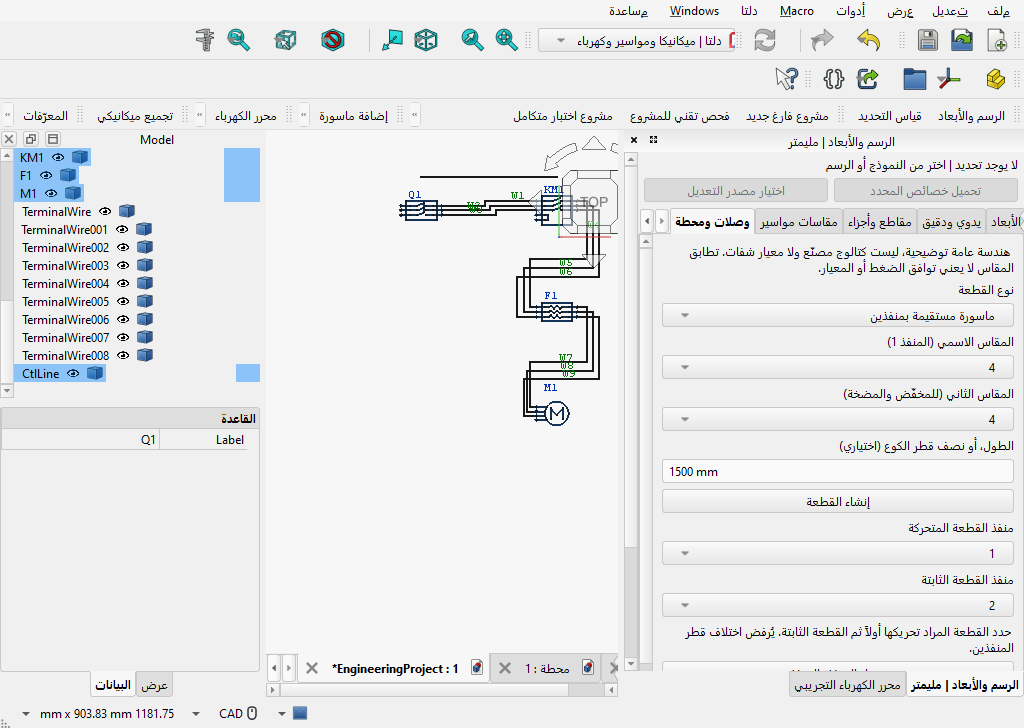 ملف تعديل عرض أدوات Macro دلتا Windows مساعدة
دلتا | ميكانيكا ومواسير وكهرباء
الرسم والأبعاد قياس التحديد مشروع فارغ جديد فحص تقني للمشروع مشروع اختبار متكامل
إضافة ماسورة
محرر الكهرباء
تجميع ميكانيكي
المعرّفات
الرسم والأبعاد | مليمتر
لا يوجد تحديد | اختر من النموذج أو الرسم
تحميل خصائص المحدد
اختيار مصدر التعديل
الأبعاد يدوي ودقيق مقاطع وأجزاء مقاسات مواسير وصلات ومحطة
هندسة عامة توضيحية، ليست كتالوج مصنّع ولا معيار شفات. تطابق
المقاس لا يعني توافق الضغط أو المعيار.
نوع القطعة
ماسورة مستقيمة بمنفذين
المقاس الاسمي (المنفذ 1)
4
المقاس الثاني (للمخفّض والمضخة)
4
الطول، أو نصف قطر الكوع (اختياري)
1500 mm
إنشاء القطعة
منفذ القطعة المتحركة
1
منفذ القطعة الثابتة
2
حدد القطعة المراد تحريكها أولاً ثم القطعة الثابتة. يُرفض اختلاف قطر
المنفذين.
الرسم والأبعاد | مليمتر
محرر الكهرباء التجريبي
Model
KM1
F1
M1
TerminalWire
TerminalWire001
TerminalWire002
TerminalWire003
TerminalWire004
TerminalWire005
TerminalWire006
TerminalWire007
TerminalWire008
CtlLine
القاعدة
Label
Q1
عرض
البيانات
TOP
Q1
W1
KM1
W5
W6
F1
W7
W8
W9
M1
M
*EngineeringProject : 1
محطة : 1
mm x 903.83 mm 1181.75
CAD